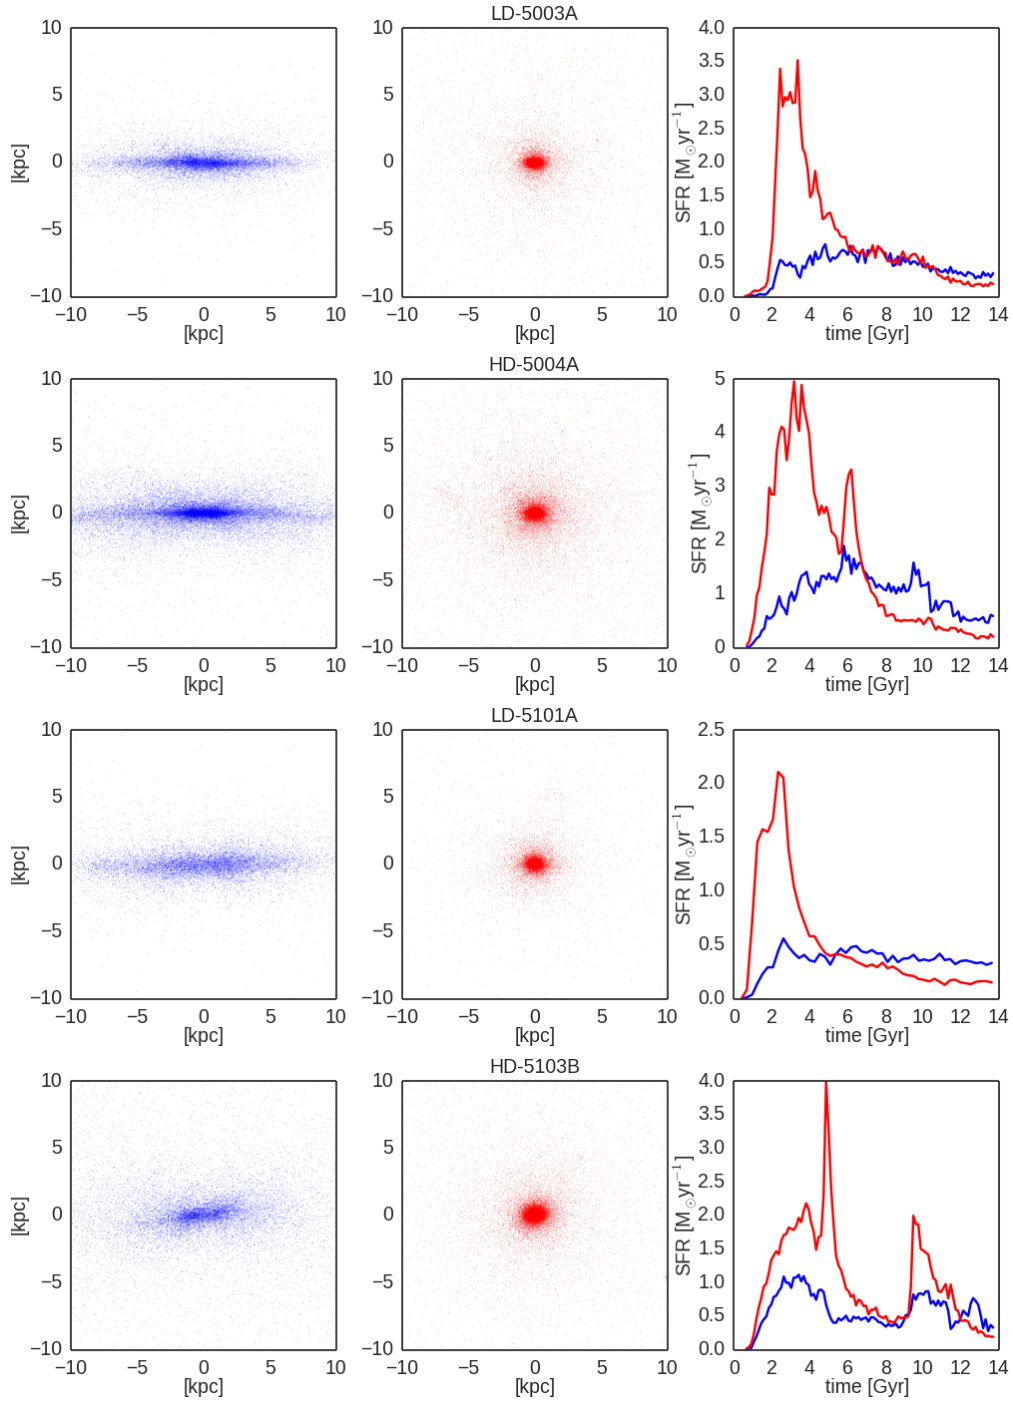 LD-5003A
10 5 0 −5 −10
[kpc]
−10 −5 0 5 10
[kpc]
10 5 0 −5 −10
−10 −5 0 5 10
[kpc]
4.0 3.5 3.0 2.5 2.0 1.5 1.0 0.5 0.0
SFR [M⊙yr−1]
0 2 4 6 8 10 12 14
time [Gyr]
HD-5004A
10 5 0 −5 −10
[kpc]
−10 −5 0 5 10
[kpc]
10 5 0 −5 −10
−10 −5 0 5 10
[kpc]
5 4 3 2 1 0
SFR [M⊙yr−1]
0 2 4 6 8 10 12 14
time [Gyr]
LD-5101A
10 5 0 −5 −10
[kpc]
−10 −5 0 5 10
[kpc]
10 5 0 −5 −10
−10 −5 0 5 10
[kpc]
2.5 2.0 1.5 1.0 0.5 0.0
SFR [M⊙yr−1]
0 2 4 6 8 10 12 14
time [Gyr]
HD-5103B
10 5 0 −5 −10
[kpc]
−10 −5 0 5 10
[kpc]
10 5 0 −5 −10
−10 −5 0 5 10
[kpc]
4.0 3.5 3.0 2.5 2.0 1.5 1.0 0.5 0.0
SFR [M⊙yr−1]
0 2 4 6 8 10 12 14
time [Gyr]